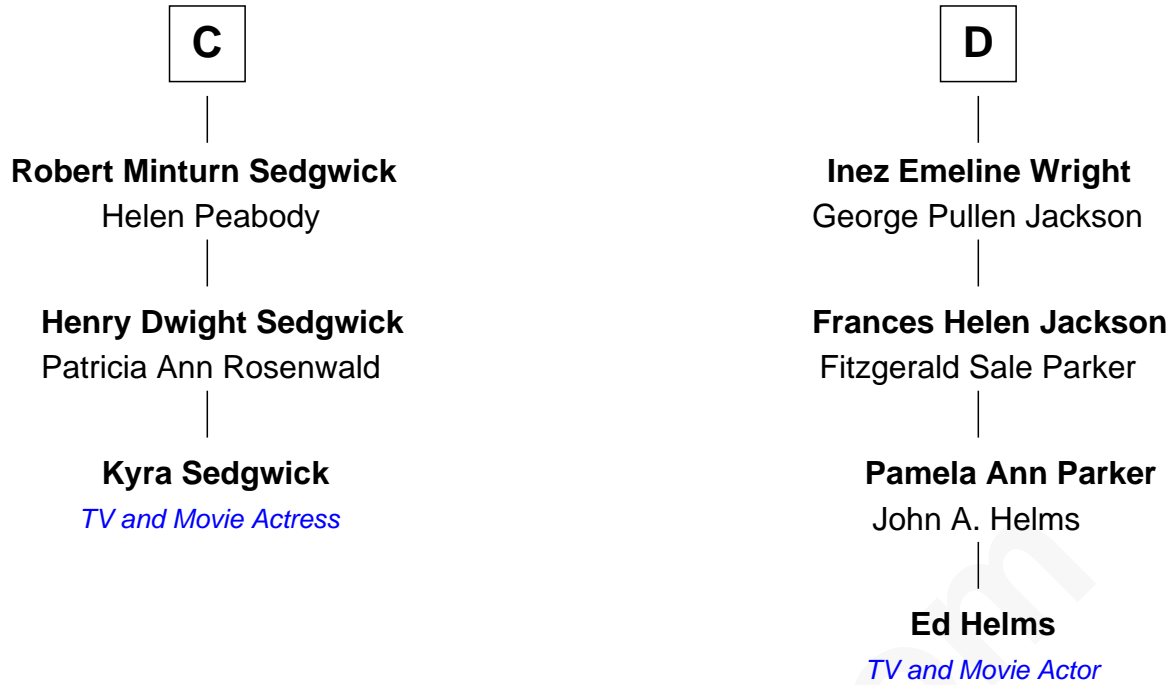 C
Robert Minturn Sedgwick
Helen Peabody
Henry Dwight Sedgwick
Patricia Ann Rosenwald
Kyra Sedgwick
TV and Movie Actress
D
Inez Emeline Wright
George Pullen Jackson
Frances Helen Jackson
Fitzgerald Sale Parker
Pamela Ann Parker
John A. Helms
Ed Helms
TV and Movie Actor